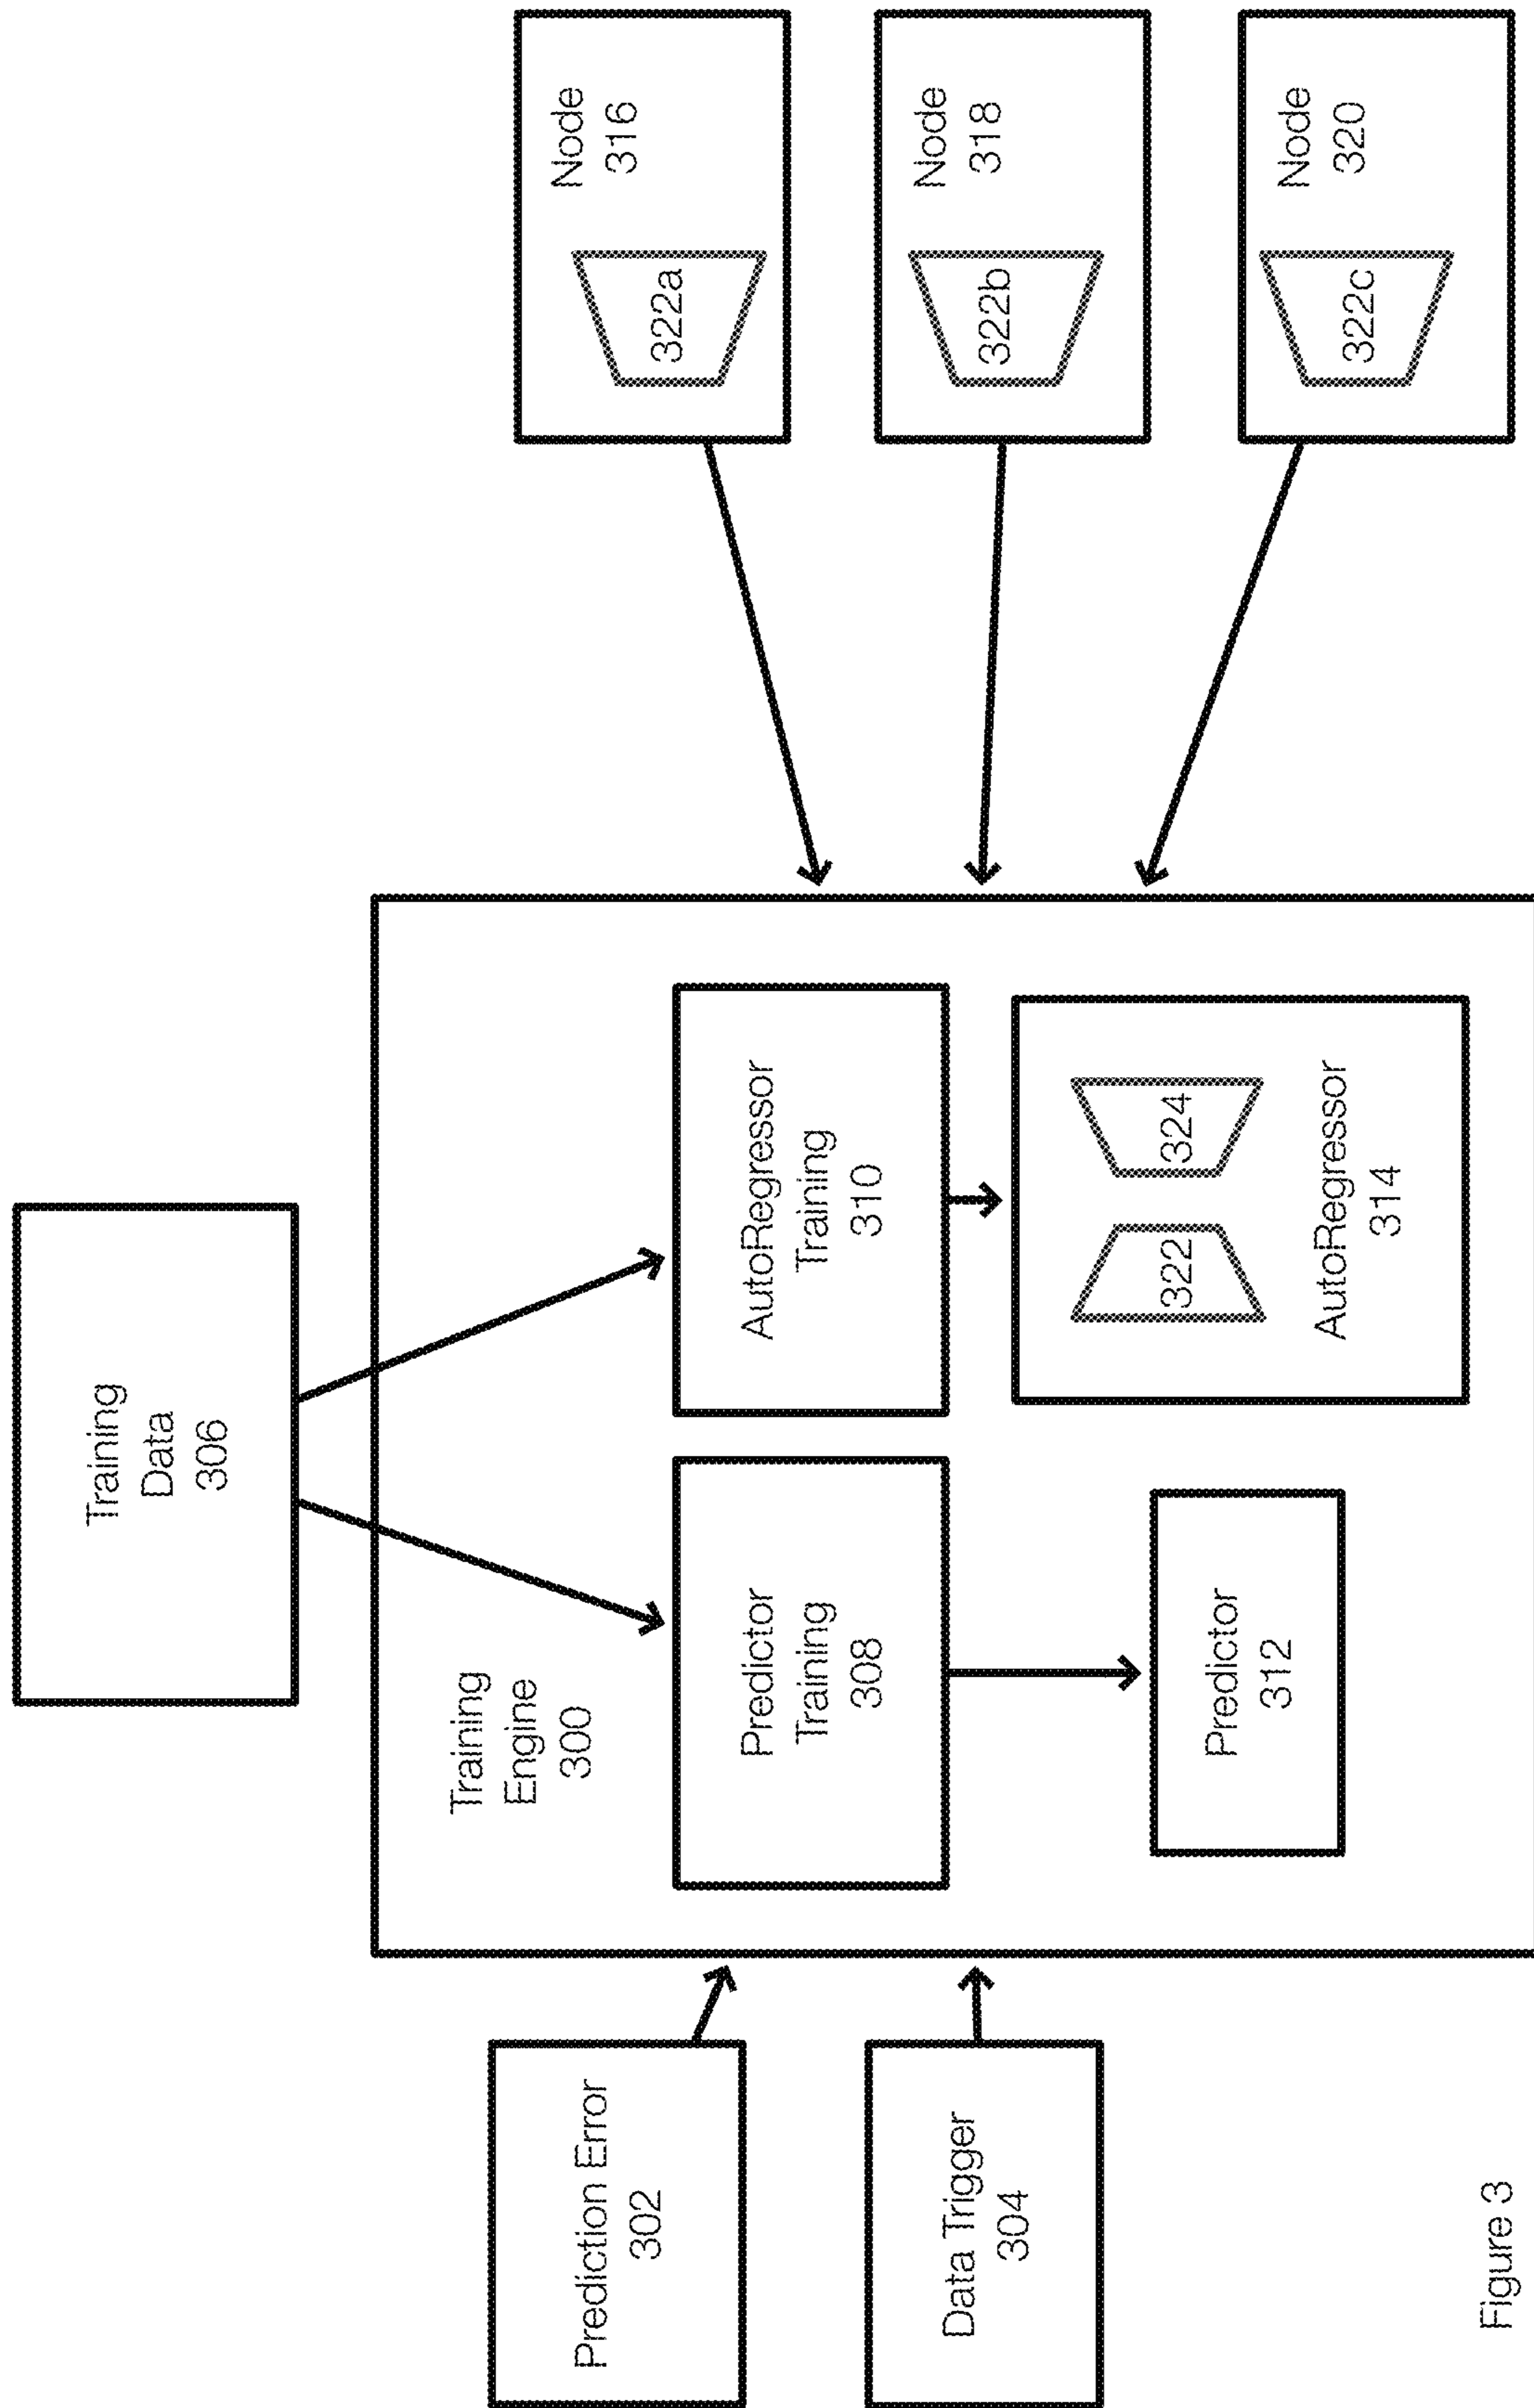 Training
Data
306
Prediction Error
302
Data Trigger
304
Training
Engine
300
Predictor
Training
308
AutoRegressor
Training
310
Predictor
312
322
324
AutoRegressor
314
Node
316
322a
Node
318
322b
Node
320
322c
Figure 3